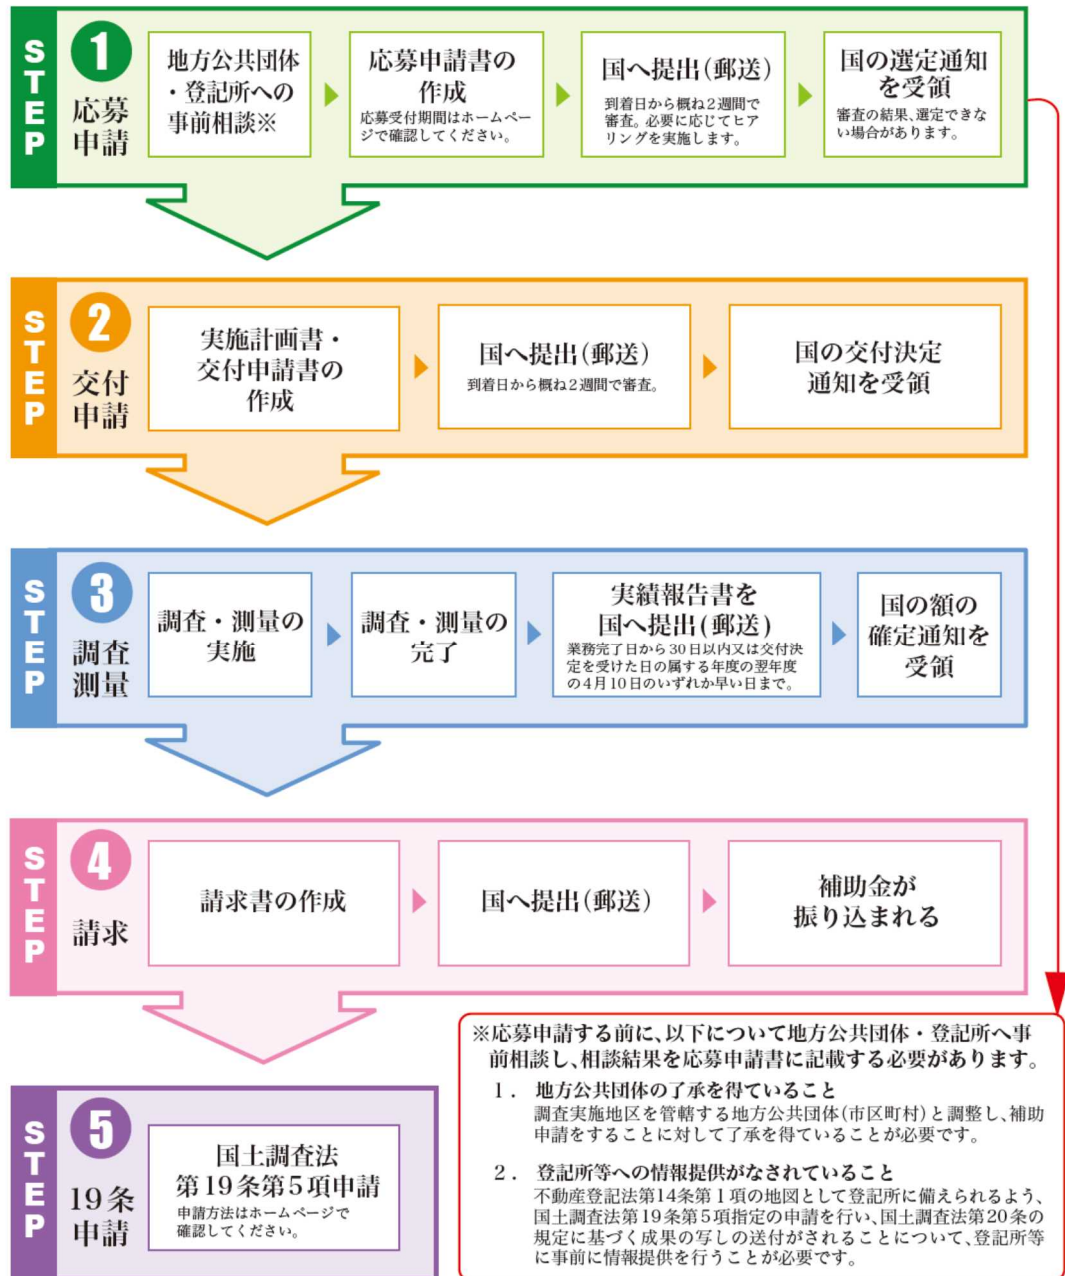 STEP
1
応募
申請
地方公共団体
・登記所への
事前相談※
応募申請書の
作成
応募受付期間はホームペー
ジで確認してください。
国へ提出(郵送)
到着日から概ね2週間で
審査。必要に応じてヒア
リングを実施します。
国の選定通知
を受領
審査の結果、選定できな
い場合があります。
STEP
2
交付
申請
実施計画書・
交付申請書の
作成
国へ提出(郵送)
到着日から概ね2週間で審査。
国の交付決定
通知を受領
STEP
3
調査
測量
調査・測量の
実施
調査・測量の
完了
実績報告書を
国へ提出(郵送)
業務完了日から30日以内又は交付決
定を受けた日の属する年度の翌年度
の4月10日のいずれか早い日まで。
国の額の
確定通知を
受領
STEP
4
請求
請求書の作成
国へ提出(郵送)
補助金が
振り込まれる
STEP
5
19条
申請
国土調査法
第19条第5項申請
申請方法はホームページで
確認してください。
※応募申請する前に、以下について地方公共団体・登記所へ事
前相談し、相談結果を応募申請書に記載する必要があります。
1. 地方公共団体の了承を得ていること
調査実施地区を管轄する地方公共団体(市区町村)と調整し、補助
申請をすることに対して了承を得ていることが必要です。
2. 登記所等への情報提供がなされていること
不動産登記法第14条第1項の地図として登記所に備えられるよう、
国土調査法第19条第5項指定の申請を行い、国土調査法第20条の
規定に基づく成果の写しの送付がされることについて、登記所等
に事前に情報提供を行うことが必要です。